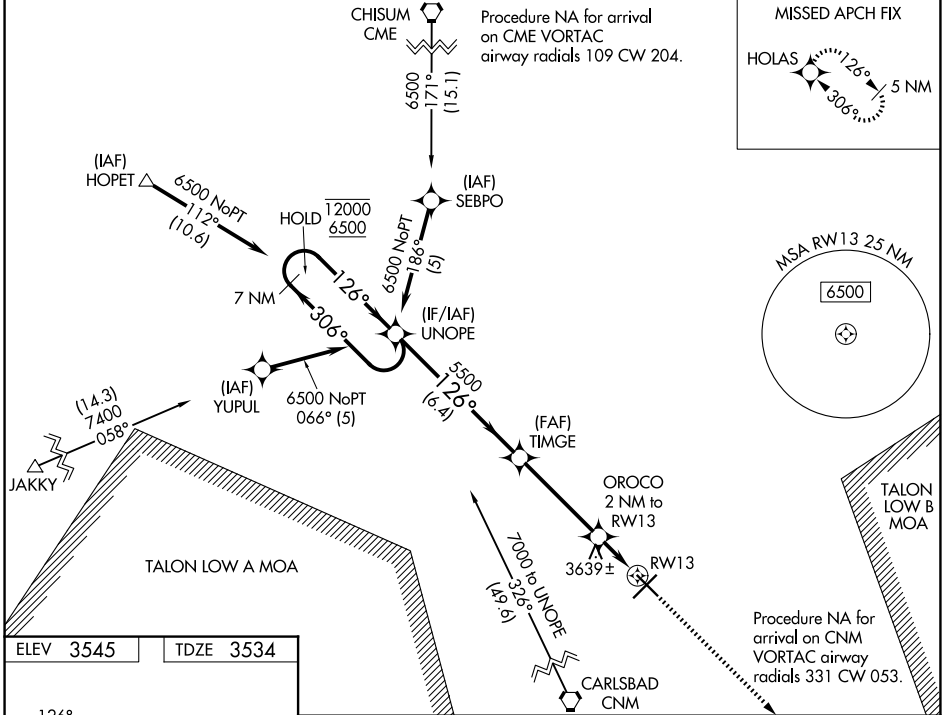 CHISUM
CME
Procedure NA for arrival
on CME VORTAC
airway radials 109 CW 204.
MISSED APCH FIX
HOLAS
126°
306°
5 NM
6500
171°
(15.1)
(IAF)
HOPET
6500 NoPT
112°
(10.6)
HOLD
12000
6500
(IAF)
SEBPO
6500 NoPT
186°
(5)
7 NM
126°
306°
(IF/IAF)
UNOPE
MSA RW13 25 NM
6500
(IAF)
YUPUL
6500 NoPT
066° (5)
5500
126°
(6.4)
(14.3)
7400
058°
JAKKY
(FAF)
TIMGE
OROCO
2 NM to
RW13
3639±
RW13
TALON
LOW B
MOA
TALON LOW A MOA
7000 to UNOPE
326°
(49.6)
Procedure NA for
arrival on CNM
VORTAC airway
radials 331 CW 053.
CARLSBAD
CNM
ELEV 3545
TDZE 3534
126°